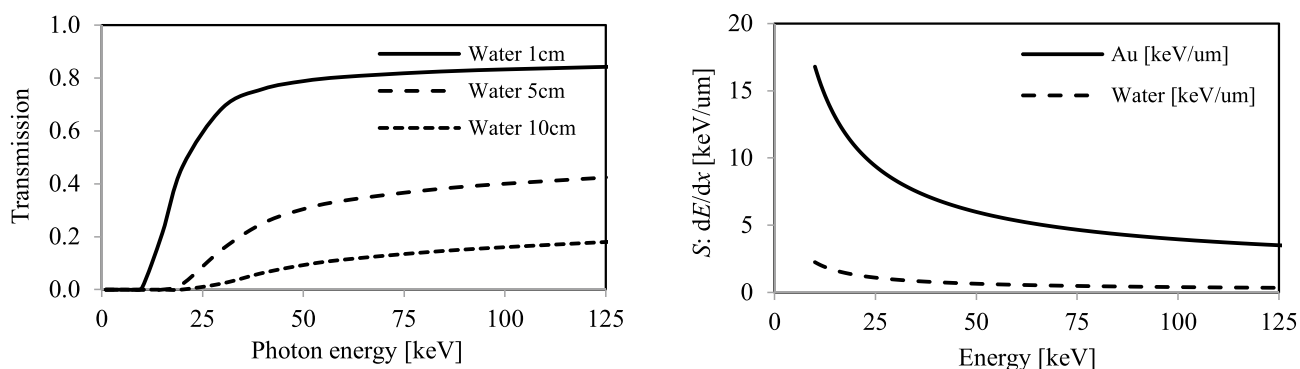 1.0
0.8
0.6
0.4
0.2
0.0
Transmission
Water 1cm
Water 5cm
Water 10cm
0 25 50 75 100 125
Photon energy [keV]
20
15
10
5
0
S: dE/dx [keV/um]
Au [keV/um]
Water [keV/um]
0 25 50 75 100 125
Energy [keV]